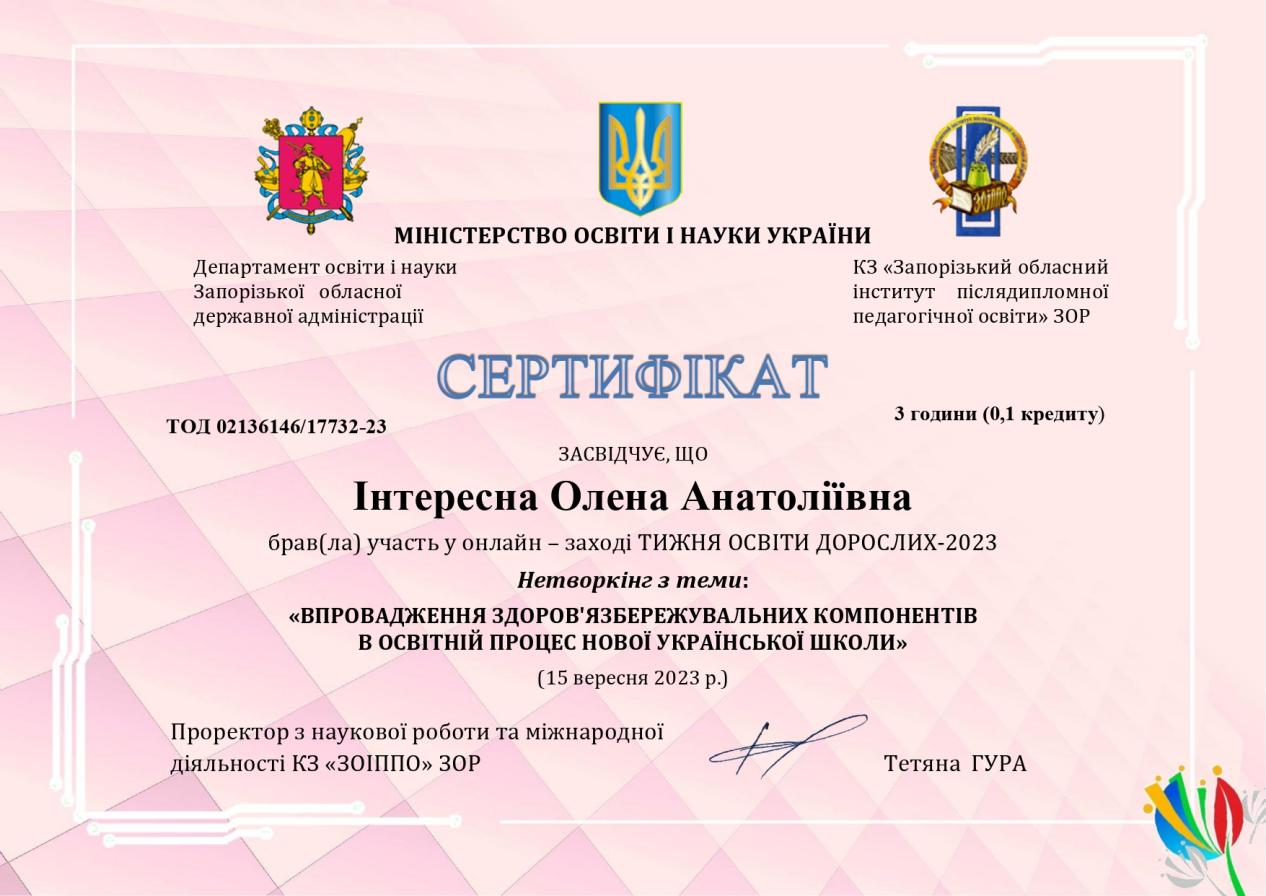 МІНІСТЕРСТВО ОСВІТИ І НАУКИ УКРАЇНИ
Департамент освіти і науки
Запорізької обласної
державної адміністрації
КЗ «Запорізький обласний
інститут післядипломної
педагогічної освіти» ЗОР
СЕРТИФІКАТ
ТОД 02136146/17732-23
3 години (0,1 кредиту)
ЗАСВІДЧУЄ, ЩО
Інтересна Олена Анатоліївна
брав(ла) участь у онлайн – заході ТИЖНЯ ОСВІТИ ДОРОСЛИХ-2023
Нетворкінг з теми:
«ВПРОВАДЖЕННЯ ЗДОРОВ'ЯЗБЕРЕЖУВАЛЬНИХ КОМПОНЕНТІВ
В ОСВІТНІЙ ПРОЦЕС НОВОЇ УКРАЇНСЬКОЇ ШКОЛИ»
(15 вересня 2023 р.)
Проректор з наукової роботи та міжнародної
діяльності КЗ «ЗОІППО» ЗОР
Тетяна ГУРА
ЗОІППО